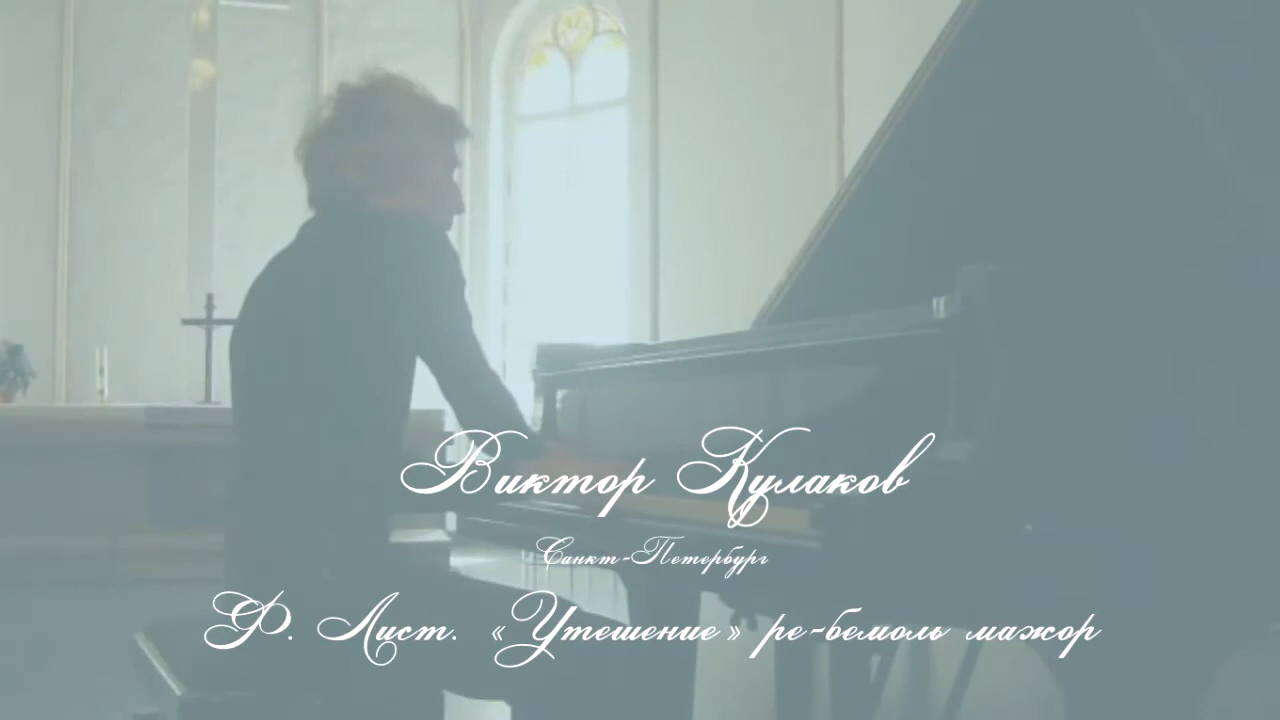 Виктор Кулаков
Санкт-Петербург
Ф. Лист. «Утешение» ре-бемоль мажор